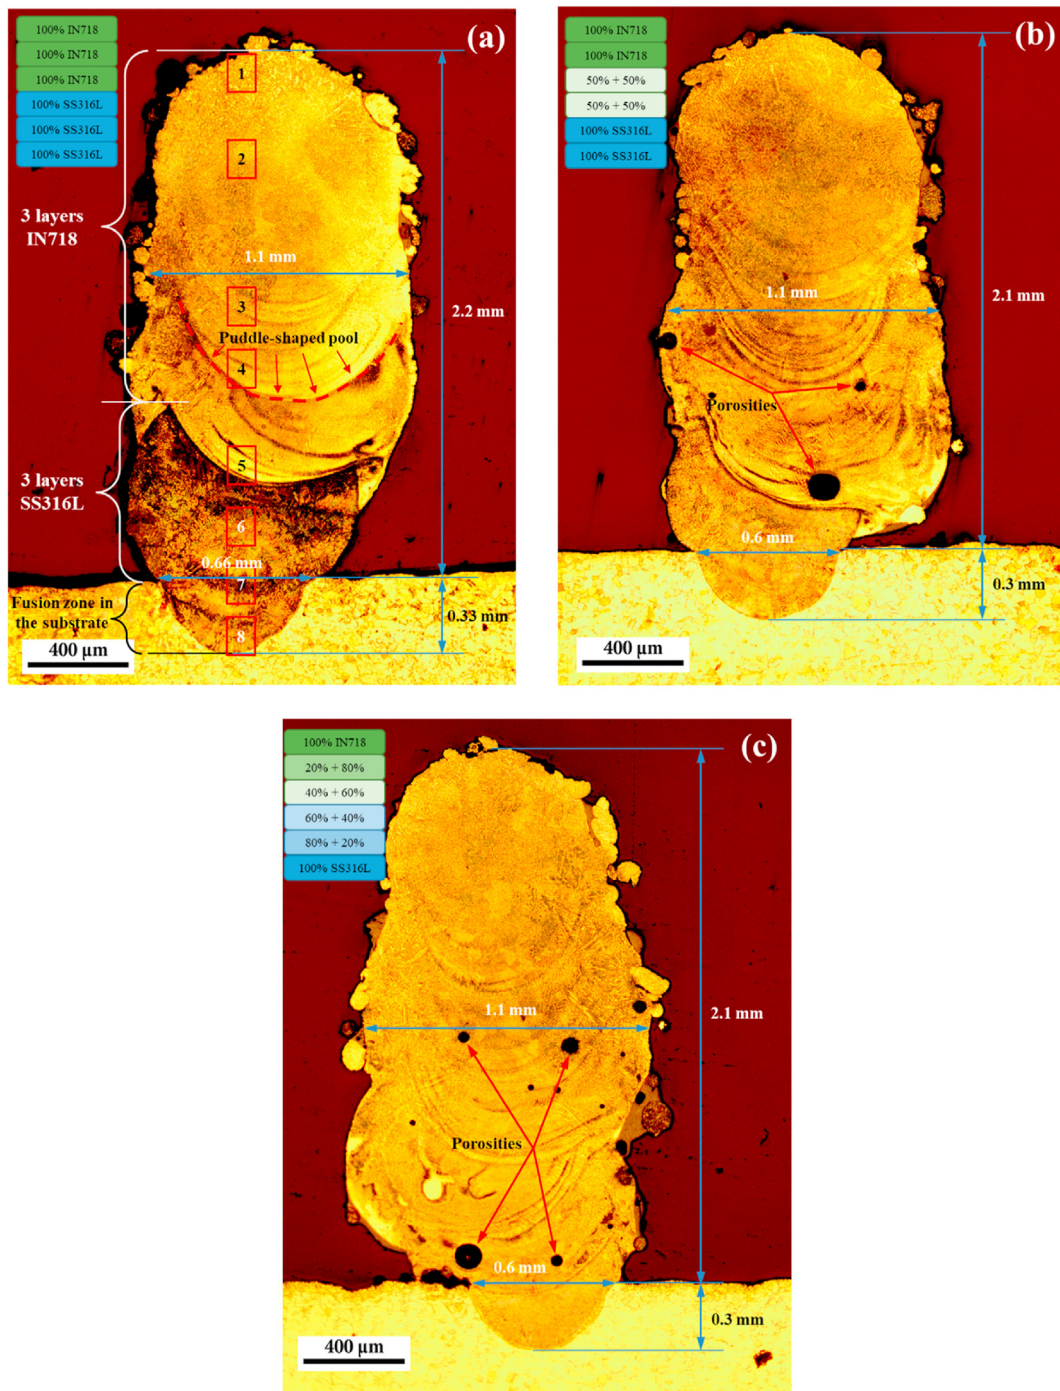 (a)
100% IN718
100% IN718
100% IN718
100% SS316L
100% SS316L
100% SS316L
1
2
3 layers
IN718
1.1 mm
3
2.2 mm
Puddle-shaped pool
4
5
3 layers
SS316L
6
0.66 mm
7
Fusion zone in
the substrate
0.33 mm
8
400 µm
(b)
100% IN718
100% IN718
50% + 50%
50% + 50%
100% SS316L
100% SS316L
1.1 mm
2.1 mm
Porosities
0.6 mm
0.3 mm
400 µm
(c)
100% IN718
20% + 80%
40% + 60%
60% + 40%
80% + 20%
100% SS316L
1.1 mm
2.1 mm
Porosities
0.6 mm
0.3 mm
400 µm